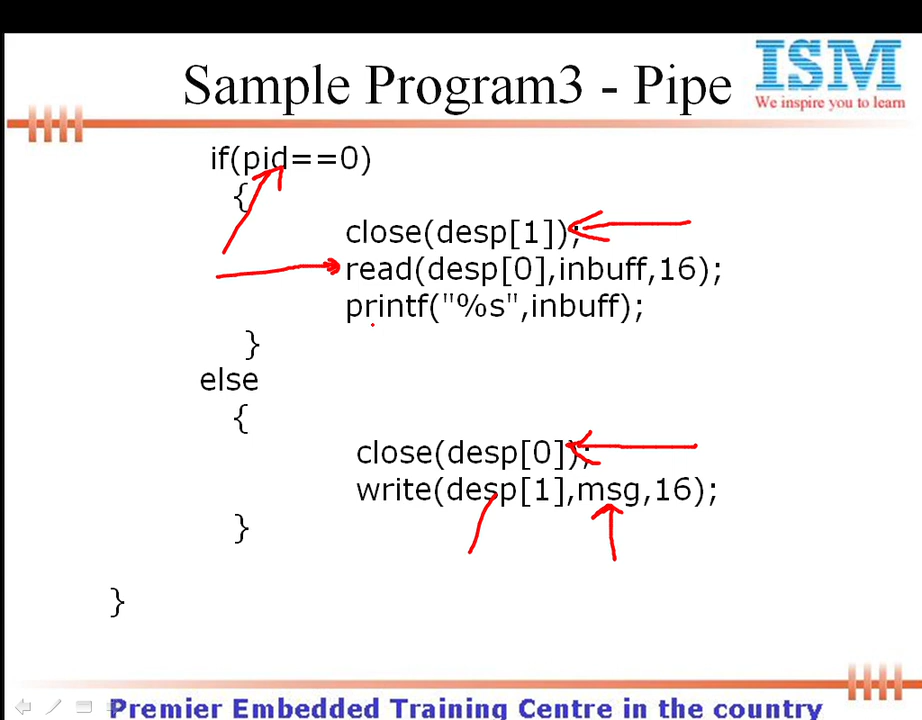 ISM
Sample Program3 - Pipe
We inspire you to learn
if(pid==0)
{
close(desp[1]);
read(desp[0],inbuff,16);
printf("%s",inbuff);
}
else
{
close(desp[0]);
write(desp[1],msg,16);
}
}
Premier Embedded Training Centre in the country